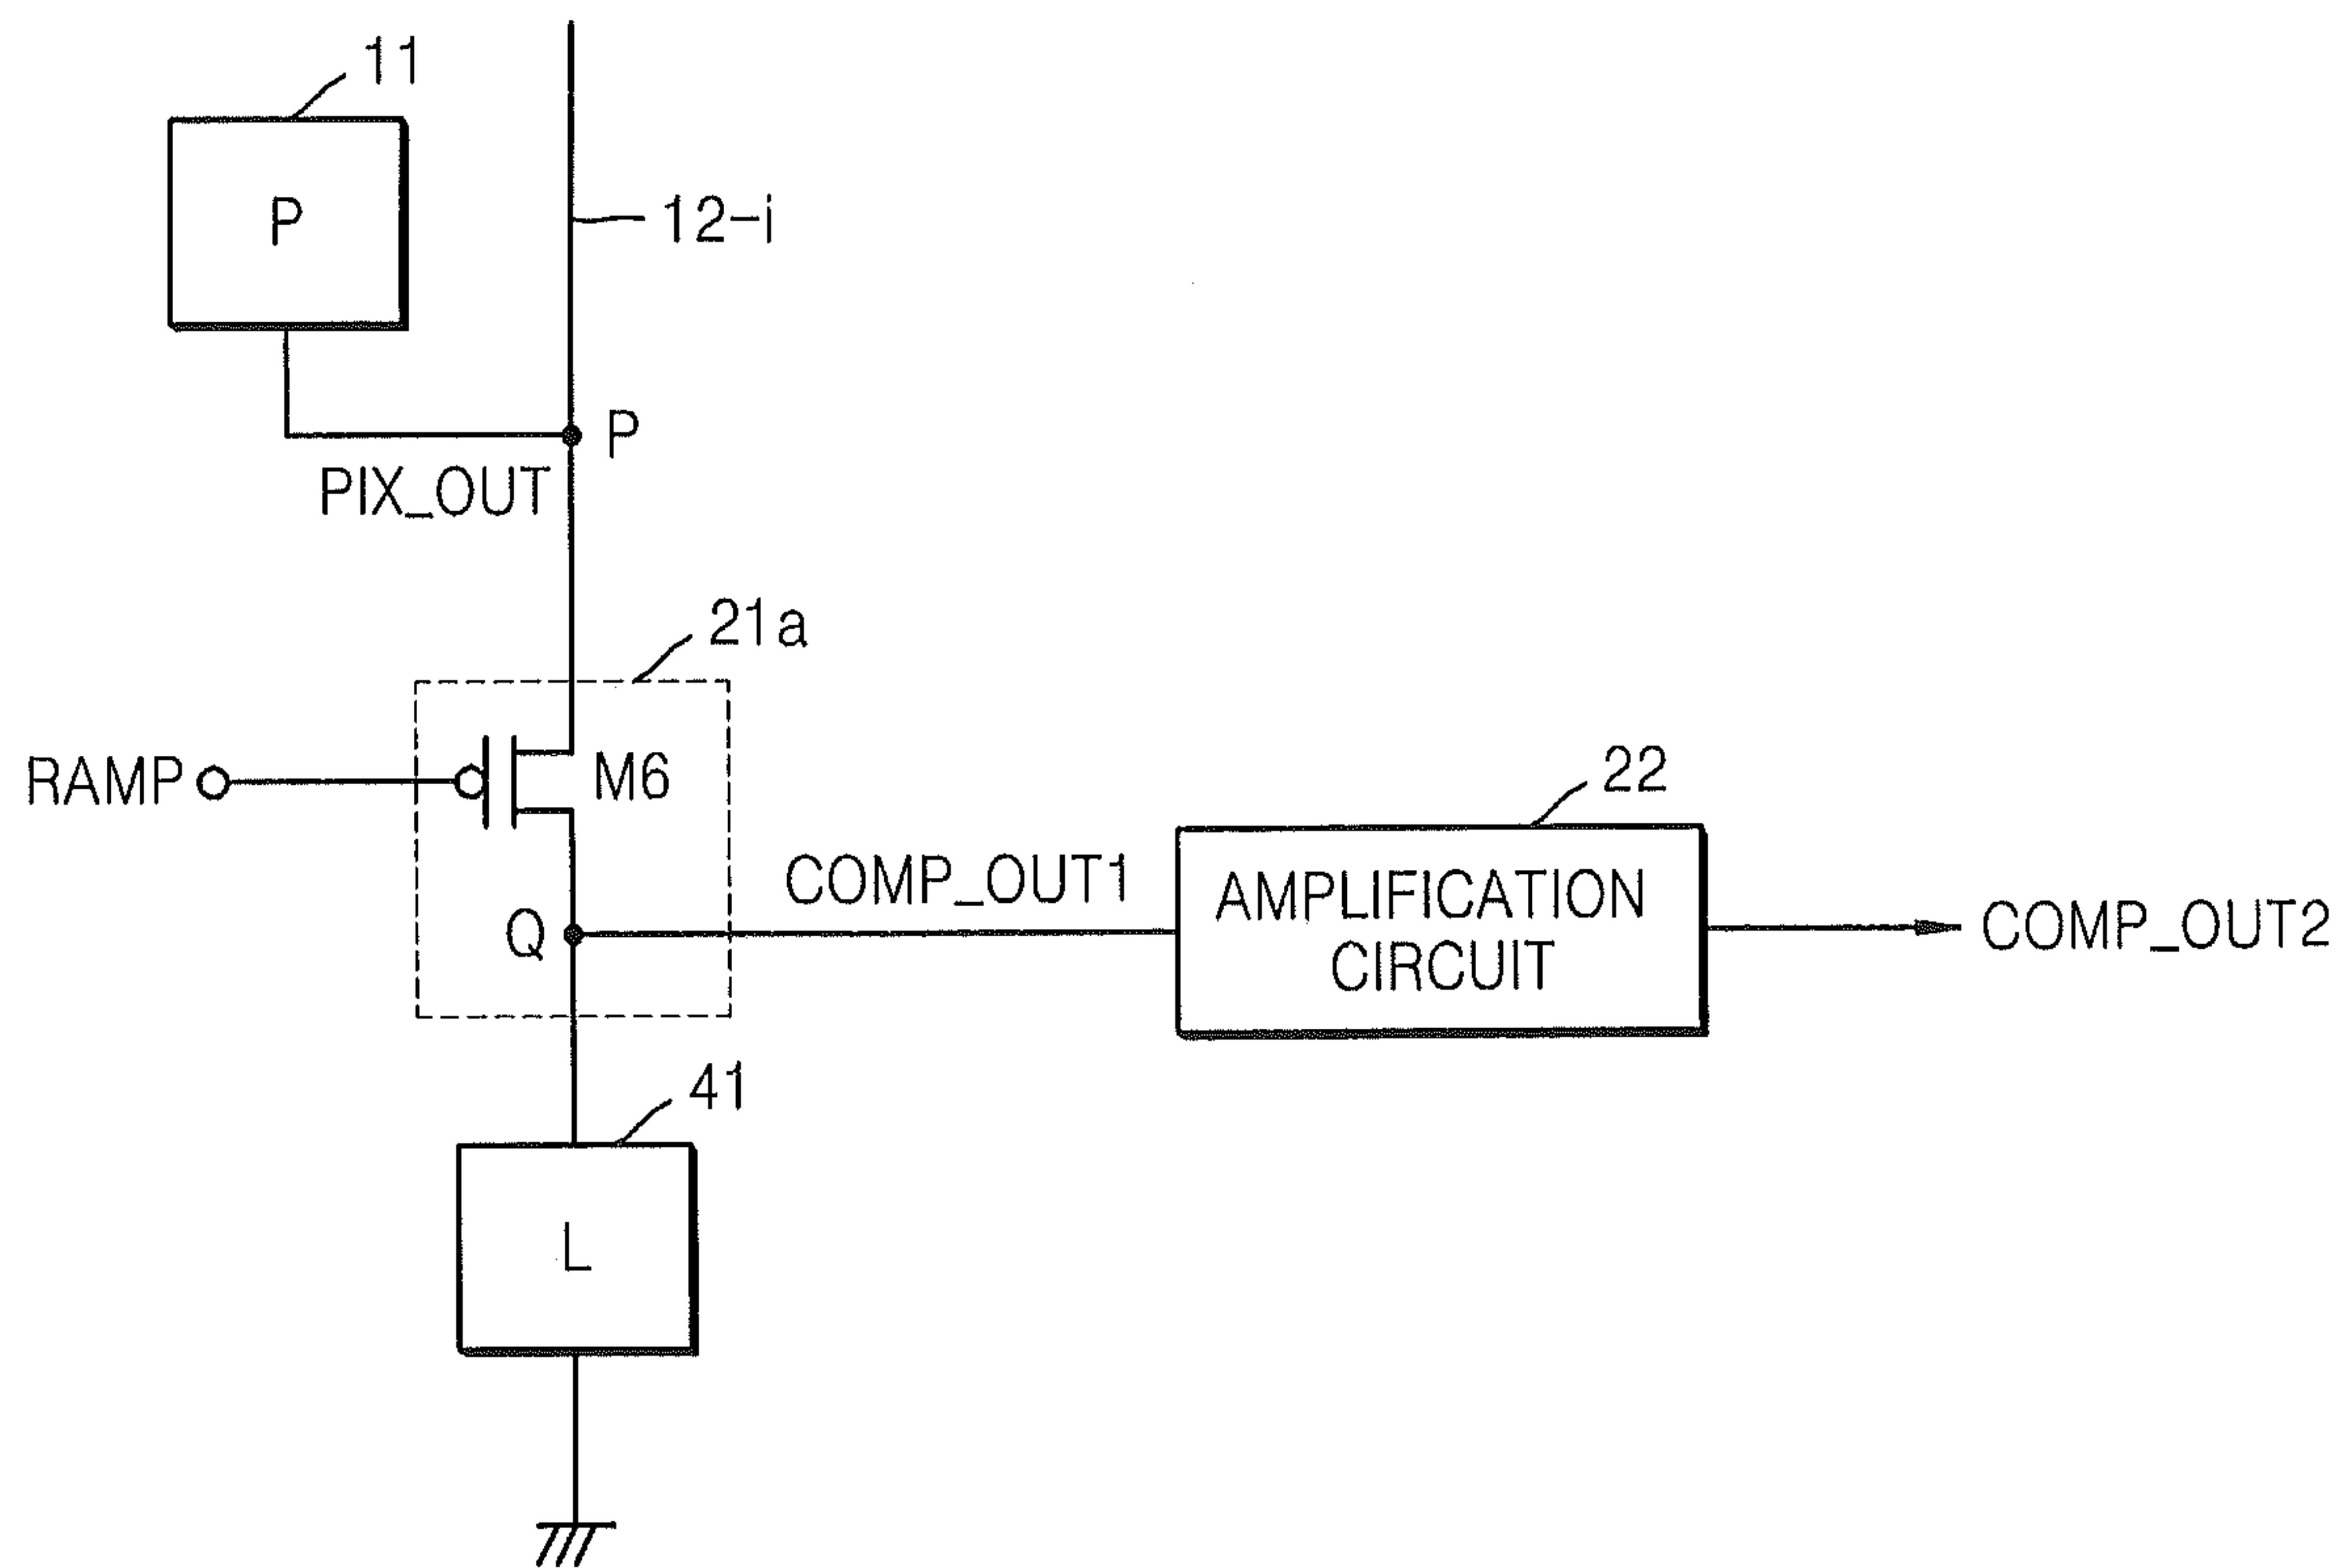 11
P
12-i
P
PIX_OUT
21a
RAMP
M6
22
COMP_OUT1
AMPLIFICATION
CIRCUIT
Q
COMP_OUT2
41
L